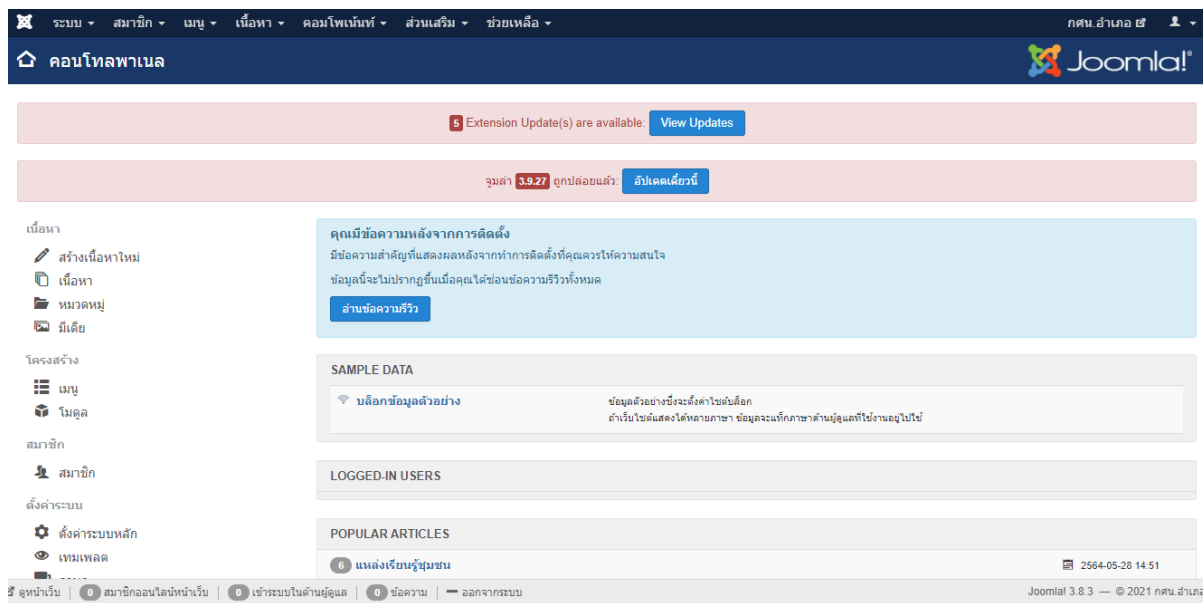 ระบบ สมาชิก เมนู เนื้อหา คอมโพเน้นท์ ส่วนเสริม ช่วยเหลือ กศน.อำเภอ
คอนโทลพาเนล Joomla!
5 Extension Update(s) are available: View Updates
จูมล่า 3.9.27 ถูกปล่อยแล้ว: อัปเดตเดี๋ยวนี้
เนื้อหา
สร้างเนื้อหาใหม่
เนื้อหา
หมวดหมู่
มีเดีย
โครงสร้าง
เมนู
โมดูล
สมาชิก
สมาชิก
ตั้งค่าระบบ
ตั้งค่าระบบหลัก
เทมเพลต
คุณมีข้อความหลังจากการติดตั้ง
มีข้อความสำคัญที่แสดงผลหลังจากทำการติดตั้งที่คุณควรให้ความสนใจ
ข้อมูลนี้จะไม่ปรากฏขึ้นเมื่อคุณได้ซ่อนข้อความรีวิวทั้งหมด
อ่านข้อความรีวิว
SAMPLE DATA
บล็อกข้อมูลตัวอย่าง ข้อมูลตัวอย่างซึ่งจะตั้งค่าไซต์บล็อก
ถ้าเว็บไซต์แสดงได้หลายภาษา ข้อมูลจะแท็กภาษาด้านผู้ดูแลที่ใช้งานอยู่ไปใช้
LOGGED-IN USERS
POPULAR ARTICLES
6 แหล่งเรียนรู้ชุมชน 2564-05-28 14:51
ดูหน้าเว็บ 0 สมาชิกออนไลน์หน้าเว็บ 0 เข้าระบบในด้านผู้ดูแล 0 ข้อความ ออกจากระบบ Joomla! 3.8.3 — © 2021 กศน.อำเภอ